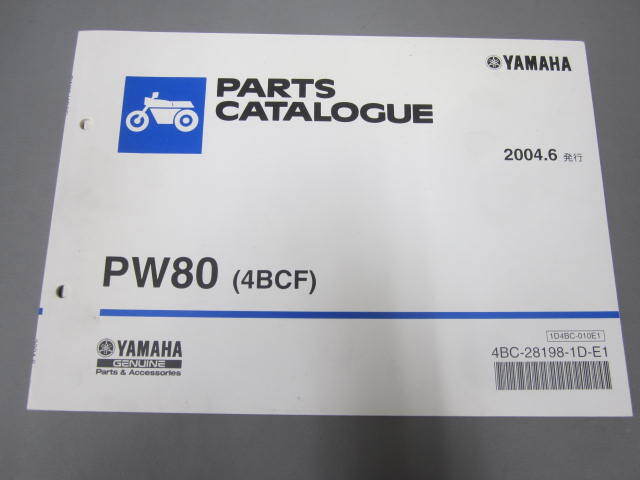 YAMAHA
PARTS
CATALOGUE
2004.6 発行
PW80 (4BCF)
1D4BC-010E1
4BC-28198-1D-E1
YAMAHA
GENUINE
Parts & Accessories